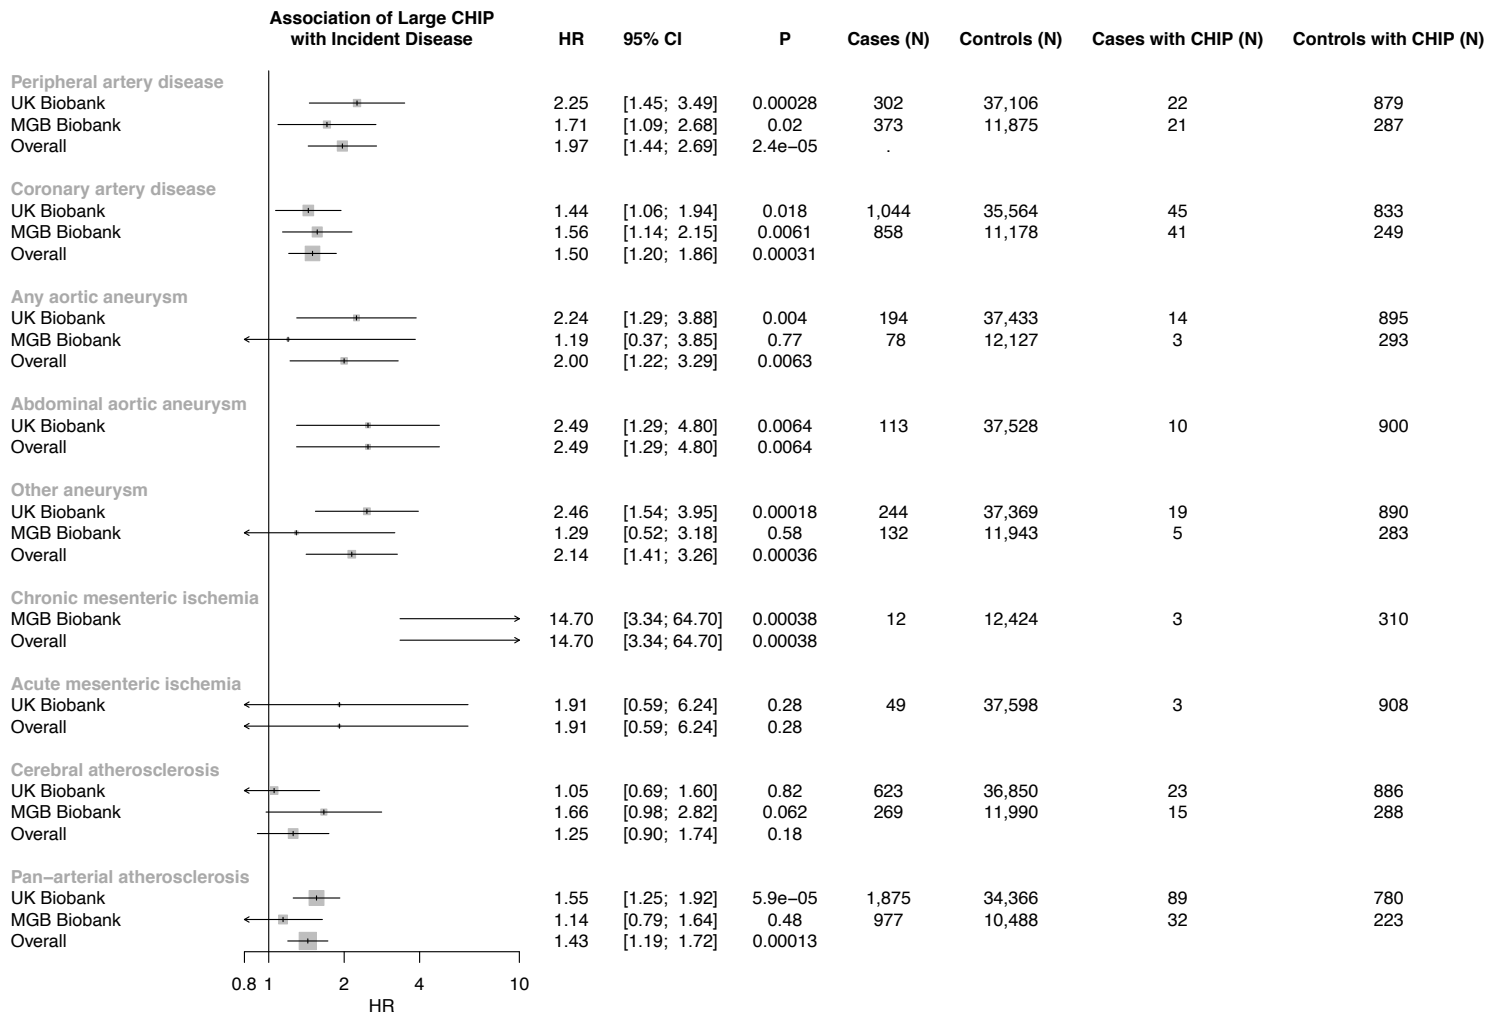 Association of Large CHIP
with Incident Disease HR 95% CI P Cases (N) Controls (N) Cases with CHIP (N) Controls with CHIP (N)
Peripheral artery disease
UK Biobank 2.25 [1.45; 3.49] 0.00028 302 37,106 22 879
MGB Biobank 1.71 [1.09; 2.68] 0.02 373 11,875 21 287
Overall 1.97 [1.44; 2.69] 2.4e−05 .
Coronary artery disease
UK Biobank 1.44 [1.06; 1.94] 0.018 1,044 35,564 45 833
MGB Biobank 1.56 [1.14; 2.15] 0.0061 858 11,178 41 249
Overall 1.50 [1.20; 1.86] 0.00031
Any aortic aneurysm
UK Biobank 2.24 [1.29; 3.88] 0.004 194 37,433 14 895
MGB Biobank 1.19 [0.37; 3.85] 0.77 78 12,127 3 293
Overall 2.00 [1.22; 3.29] 0.0063
Abdominal aortic aneurysm
UK Biobank 2.49 [1.29; 4.80] 0.0064 113 37,528 10 900
Overall 2.49 [1.29; 4.80] 0.0064
Other aneurysm
UK Biobank 2.46 [1.54; 3.95] 0.00018 244 37,369 19 890
MGB Biobank 1.29 [0.52; 3.18] 0.58 132 11,943 5 283
Overall 2.14 [1.41; 3.26] 0.00036
Chronic mesenteric ischemia
MGB Biobank 14.70 [3.34; 64.70] 0.00038 12 12,424 3 310
Overall 14.70 [3.34; 64.70] 0.00038
Acute mesenteric ischemia
UK Biobank 1.91 [0.59; 6.24] 0.28 49 37,598 3 908
Overall 1.91 [0.59; 6.24] 0.28
Cerebral atherosclerosis
UK Biobank 1.05 [0.69; 1.60] 0.82 623 36,850 23 886
MGB Biobank 1.66 [0.98; 2.82] 0.062 269 11,990 15 288
Overall 1.25 [0.90; 1.74] 0.18
Pan−arterial atherosclerosis
UK Biobank 1.55 [1.25; 1.92] 5.9e−05 1,875 34,366 89 780
MGB Biobank 1.14 [0.79; 1.64] 0.48 977 10,488 32 223
Overall 1.43 [1.19; 1.72] 0.00013
0.8 1 2 4 10
HR